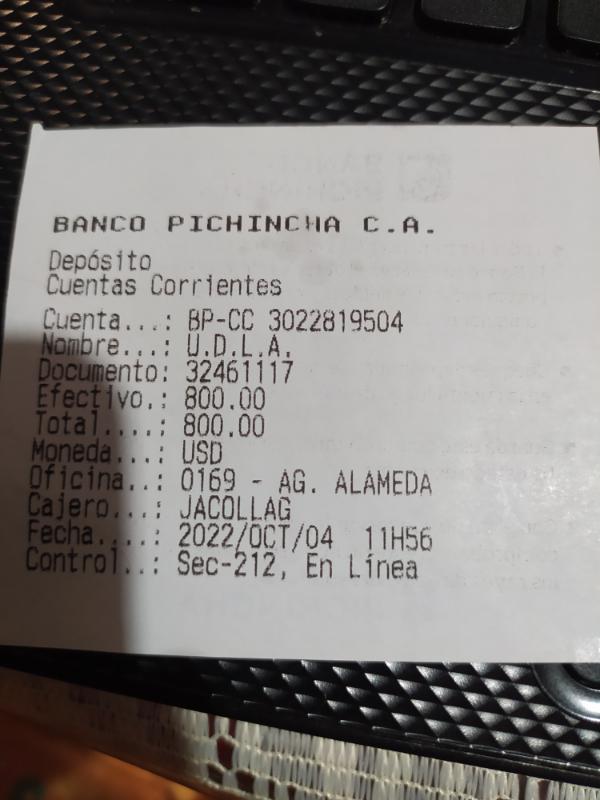 BANCO PICHINCHA C.A.
Depósito
Cuentas Corrientes
Cuenta...: BP-CC 3022819504
Nombre...: U.D.L.A.
Documento: 32461117
Efectivo.: 800.00
Total....: 800.00
Moneda...: USD
Oficina..: 0169 - AG. ALAMEDA
Cajero...: JACOLLAG
Fecha....: 2022/OCT/04 11H56
Control..: Sec-212, En Línea